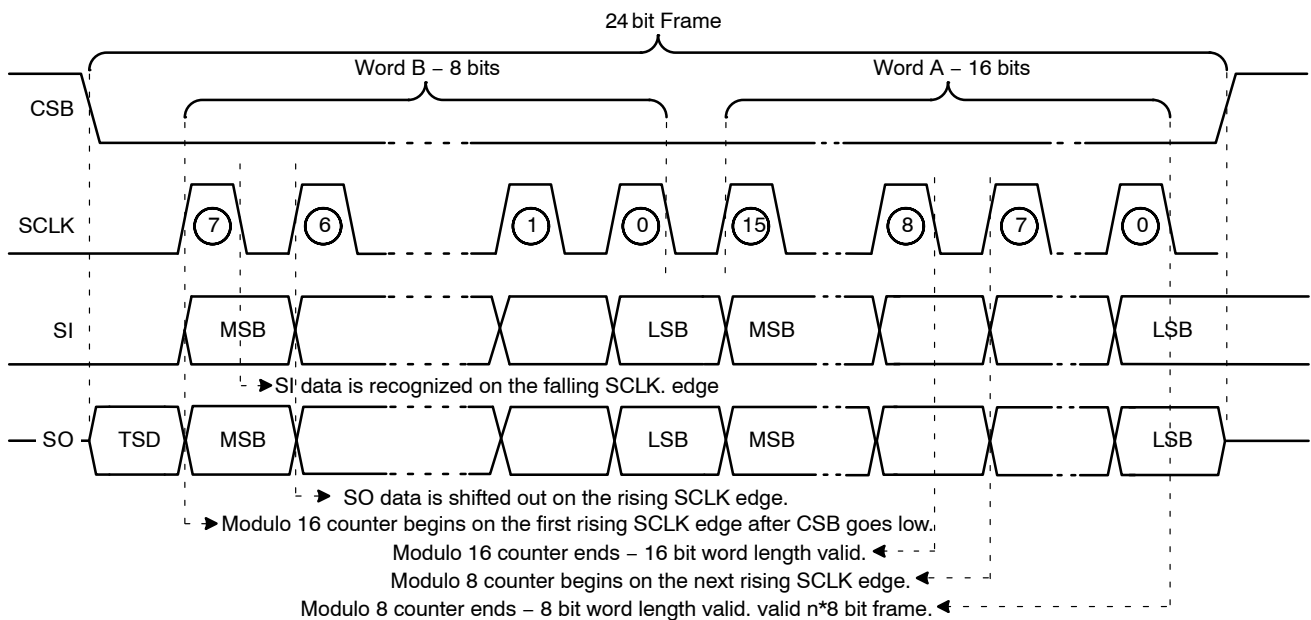 24 bit Frame
Word B – 8 bits
Word A – 16 bits
CSB
SCLK
7
6
1
0
15
8
7
0
SI
MSB
LSB
MSB
LSB
SI data is recognized on the falling SCLK. edge
SO
TSD
MSB
LSB
MSB
LSB
SO data is shifted out on the rising SCLK edge.
Modulo 16 counter begins on the first rising SCLK edge after CSB goes low.
Modulo 16 counter ends – 16 bit word length valid.
Modulo 8 counter begins on the next rising SCLK edge.
Modulo 8 counter ends – 8 bit word length valid. valid n*8 bit frame.